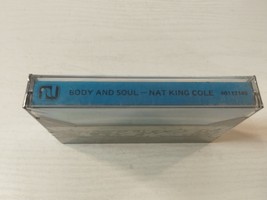 BODY AND SOUL — NAT KING COLE